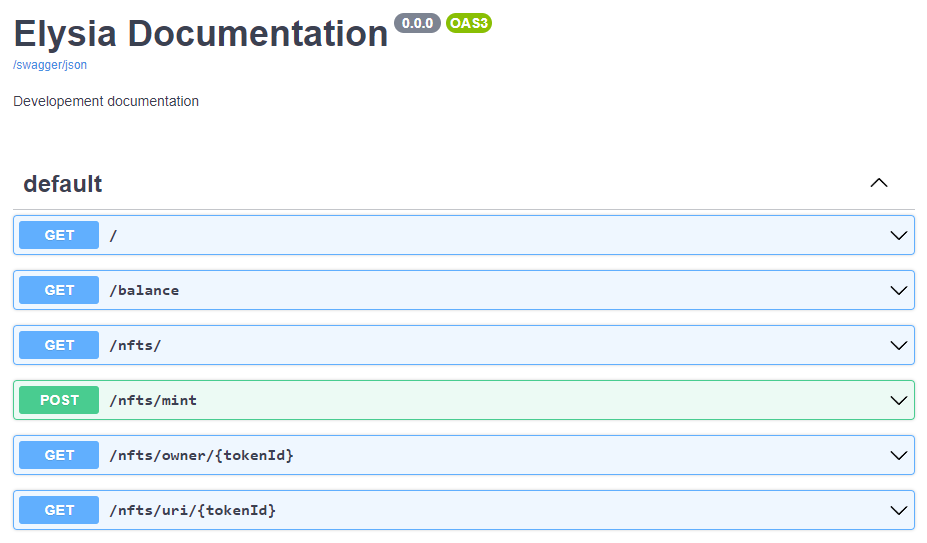 Elysia Documentation 0.0.0 OAS3
/swagger/json
Developement documentation
default
GET /
GET /balance
GET /nfts/
POST /nfts/mint
GET /nfts/owner/{tokenId}
GET /nfts/uri/{tokenId}